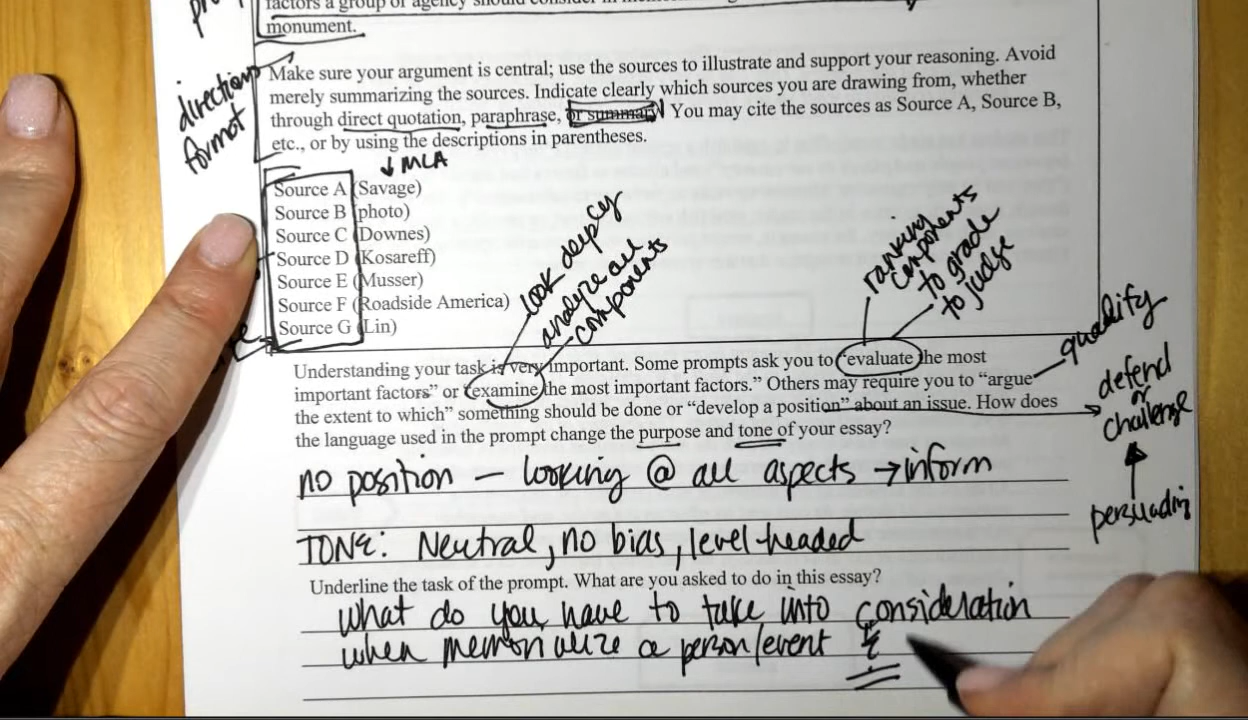 factors a group or agency should consider in
monument.
direction
format
Make sure your argument is central; use the sources to illustrate and support your reasoning. Avoid
merely summarizing the sources. Indicate clearly which sources you are drawing from, whether
through direct quotation, paraphrase, or summary. You may cite the sources as Source A, Source B,
etc., or by using the descriptions in parentheses.
↓ MLA
Source A (Savage)
Source B (photo)
Source C (Downes)
Source D (Kosareff)
Source E (Musser)
Source F (Roadside America)
Source G (Lin)
look deeply
analyze all
components
ranking
components
to grade
to judge
qualify
defend
or
challenge
persuading
Understanding your task is very important. Some prompts ask you to “evaluate the most
important factors” or “examine the most important factors.” Others may require you to “argue
the extent to which” something should be done or “develop a position” about an issue. How does
the language used in the prompt change the purpose and tone of your essay?
no position — looking @ all aspects → inform
TONE: Neutral, no bias, level-headed
Underline the task of the prompt. What are you asked to do in this essay?
what do you have to take into consideration
when memorialize a person/event &